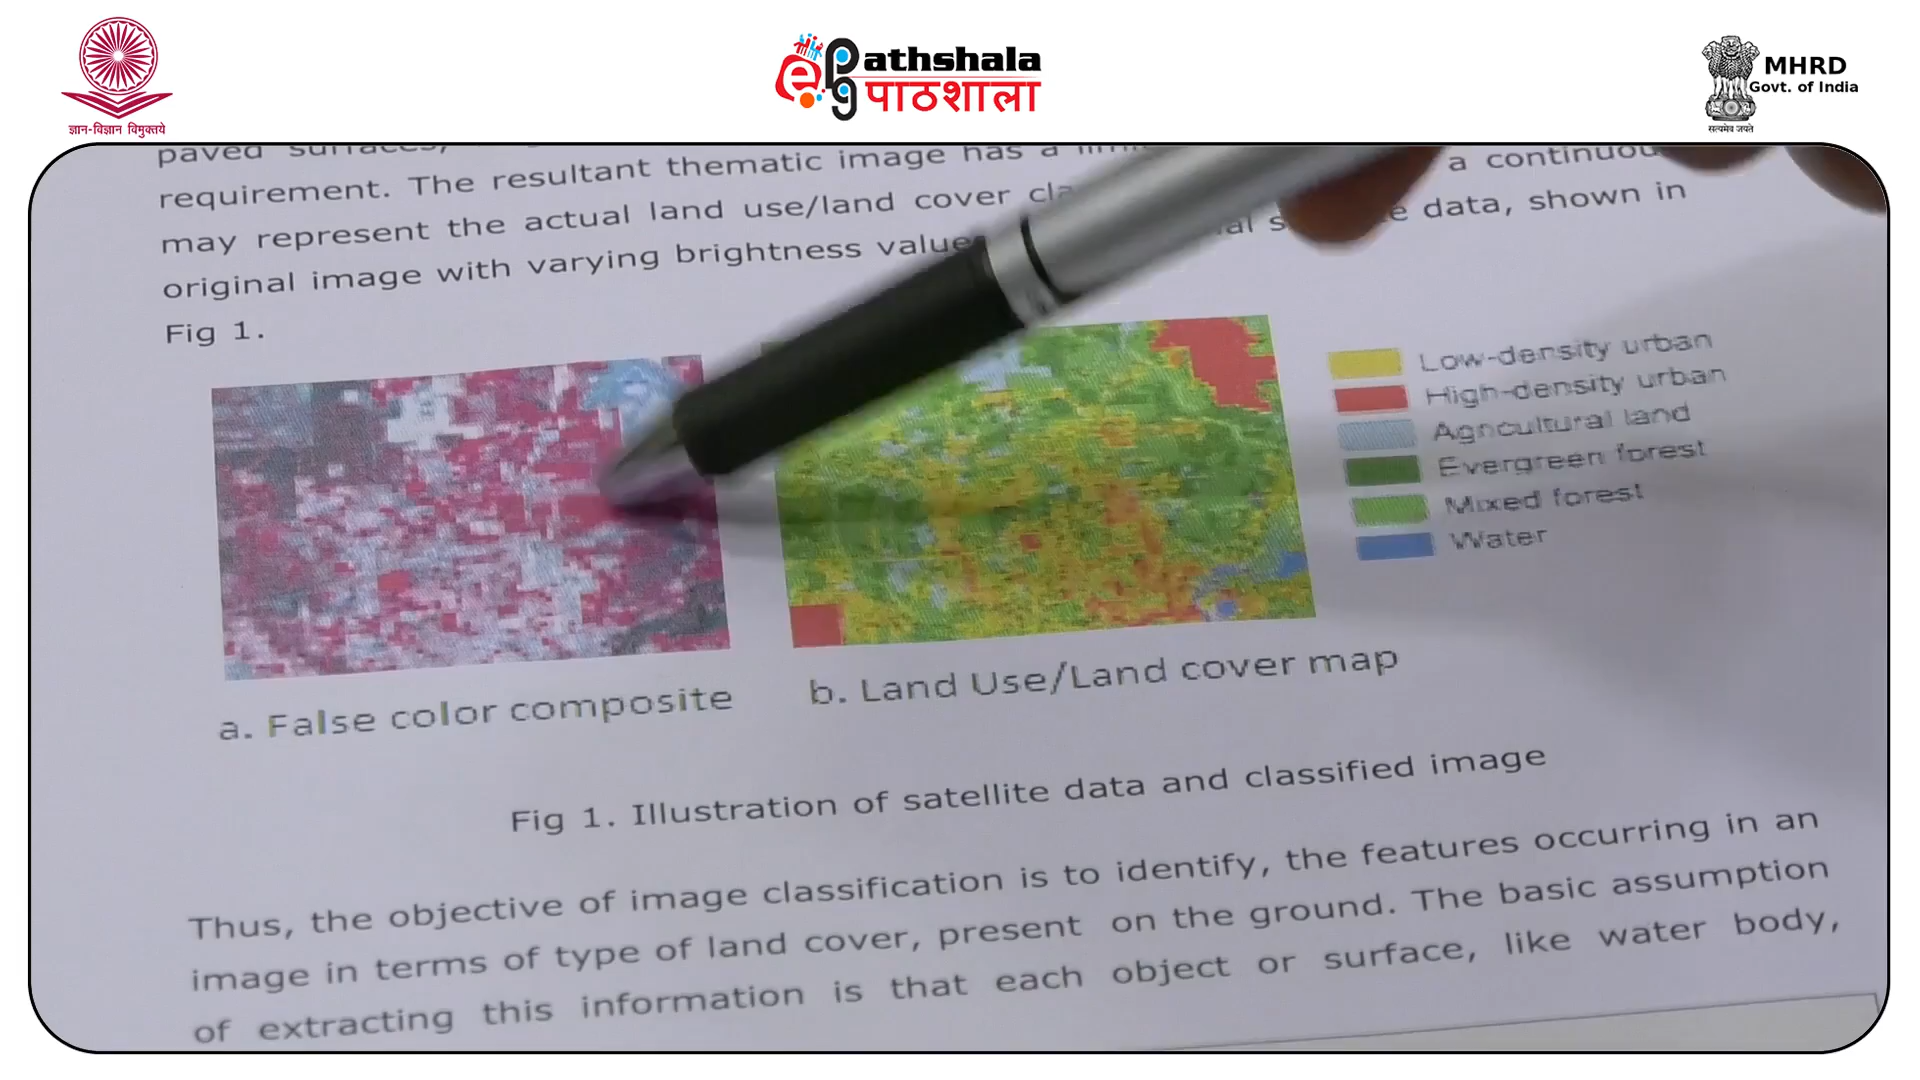 ज्ञान-विज्ञान विमुक्तये
ePathshala
पाठशाला
MHRD
Govt. of India
सत्यमेव जयते
paved surfaces,
requirement. The resultant thematic image has a
may represent the actual land use/land cover a continuous
original image with varying brightness data, shown in
Fig 1.
Low-density urban
High-density urban
Agricultural land
Evergreen forest
Mixed forest
Water
a. False color composite
b. Land Use/Land cover map
Fig 1. Illustration of satellite data and classified image
Thus, the objective of image classification is to identify, the features occurring in an
image in terms of type of land cover, present on the ground. The basic assumption
of extracting this information is that each object or surface, like water body,